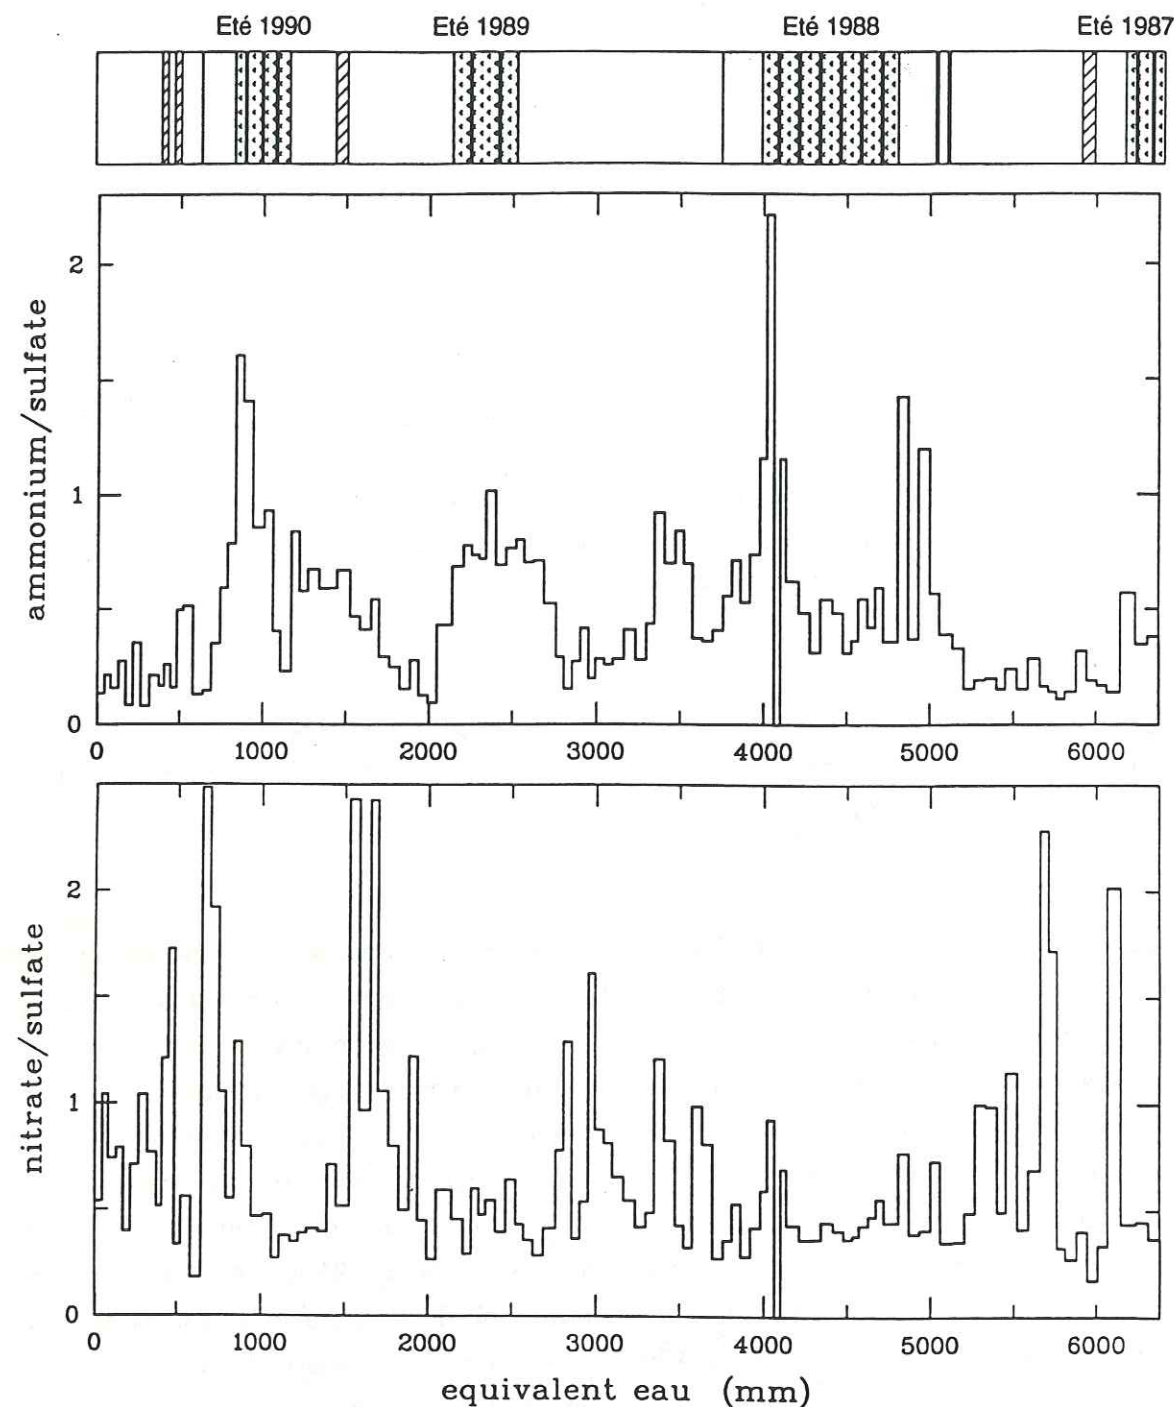 Eté 1990 Eté 1989 Eté 1988 Eté 1987
ammonium/sulfate
2
1
0
0 1000 2000 3000 4000 5000 6000
nitrate/sulfate
2
1
0
0 1000 2000 3000 4000 5000 6000
equivalent eau (mm)